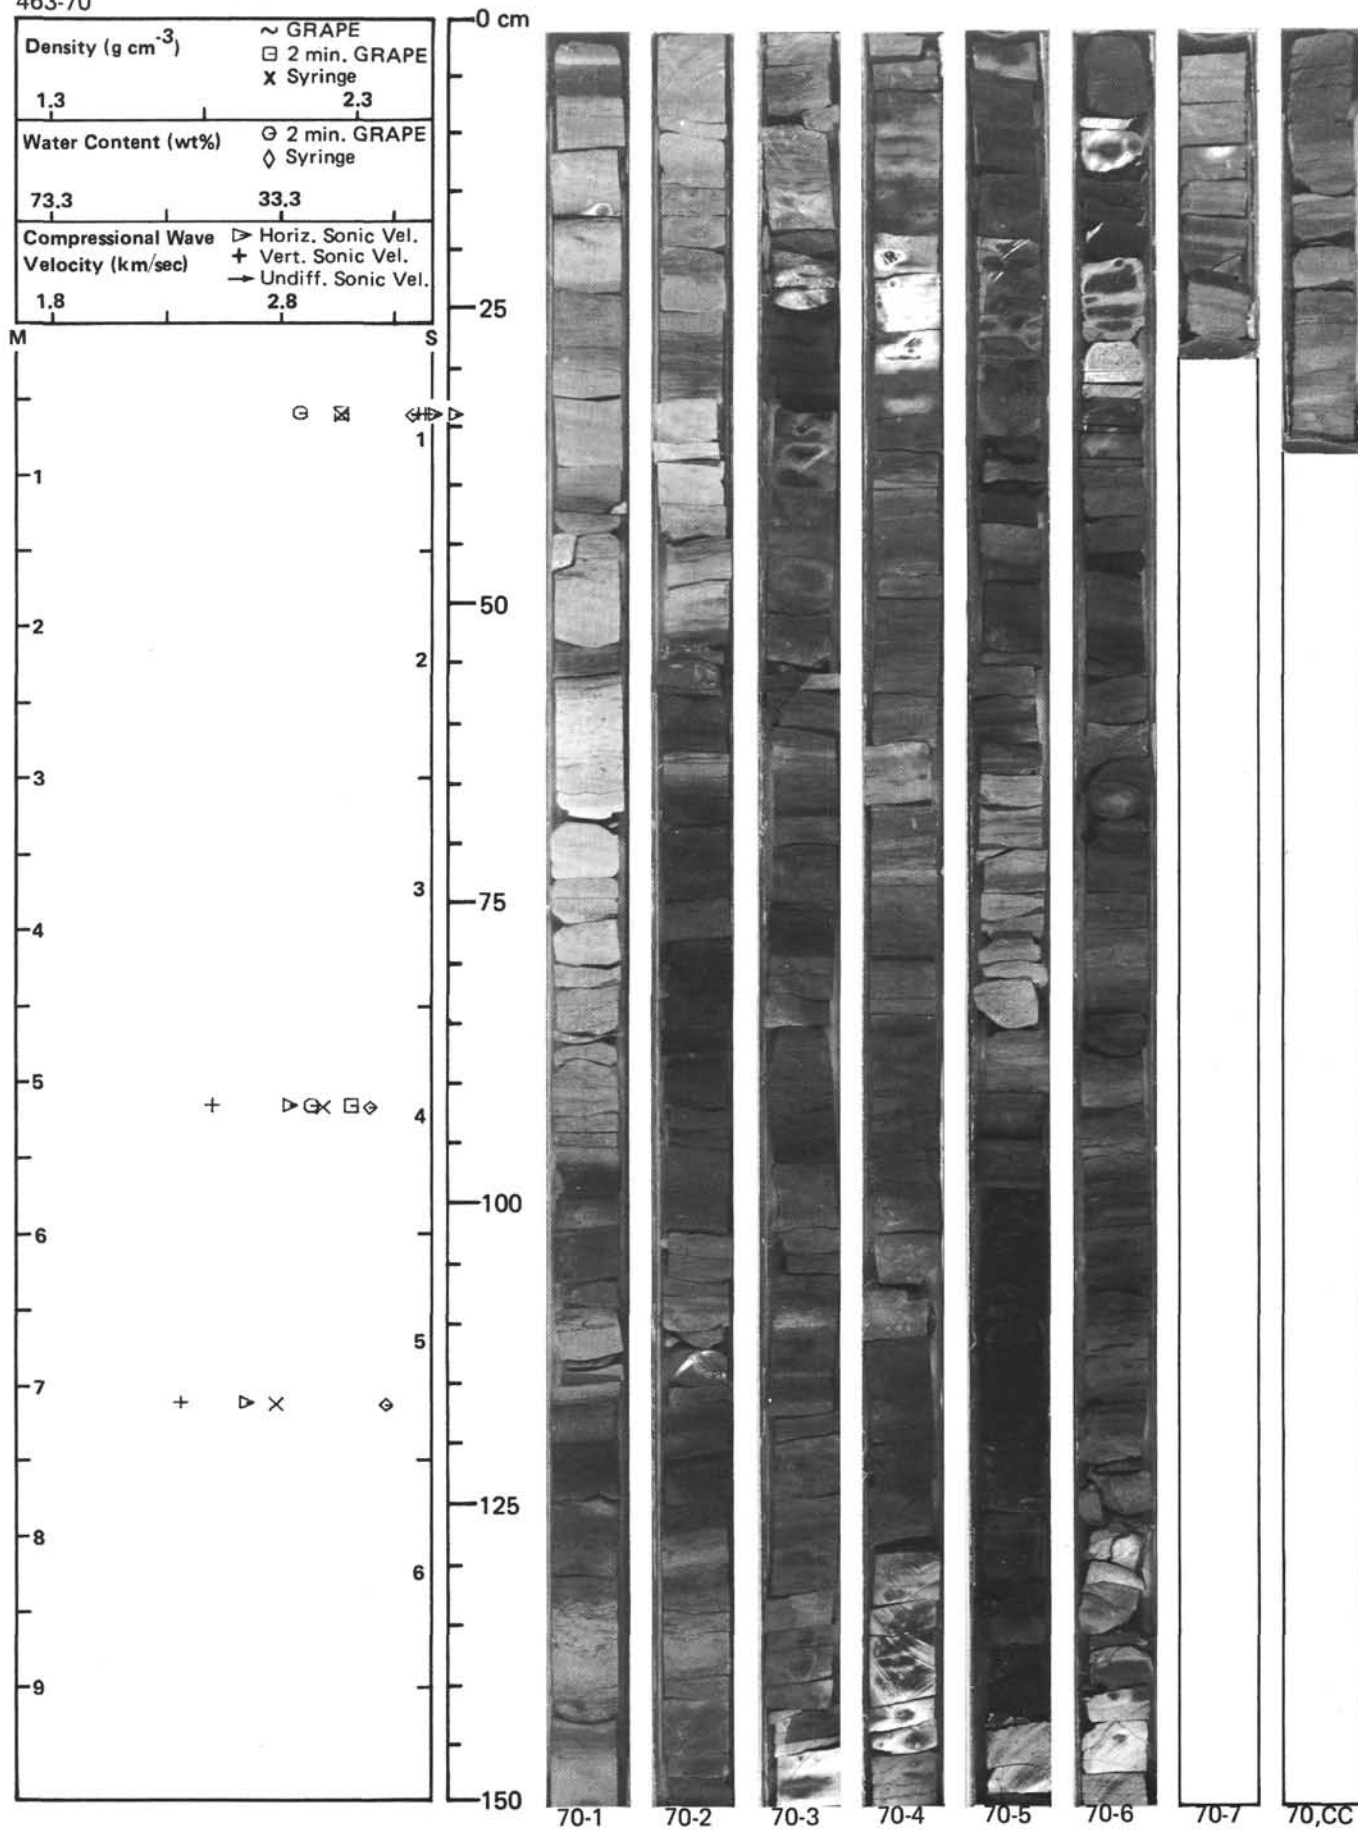 463-70
0 cm
Density (g cm-3)
~ GRAPE
2 min. GRAPE
x Syringe
1.3 2.3
Water Content (wt%)
2 min. GRAPE
◇ Syringe
73.3 33.3
Compressional Wave
Velocity (km/sec)
▷ Horiz. Sonic Vel.
+ Vert. Sonic Vel.
→ Undiff. Sonic Vel.
1.8 2.8
M S
25
1
1
50
2
2
3
3
75
4
5
4
100
6
5
7
125
8
6
9
150
70-1 70-2 70-3 70-4 70-5 70-6 70-7 70,CC